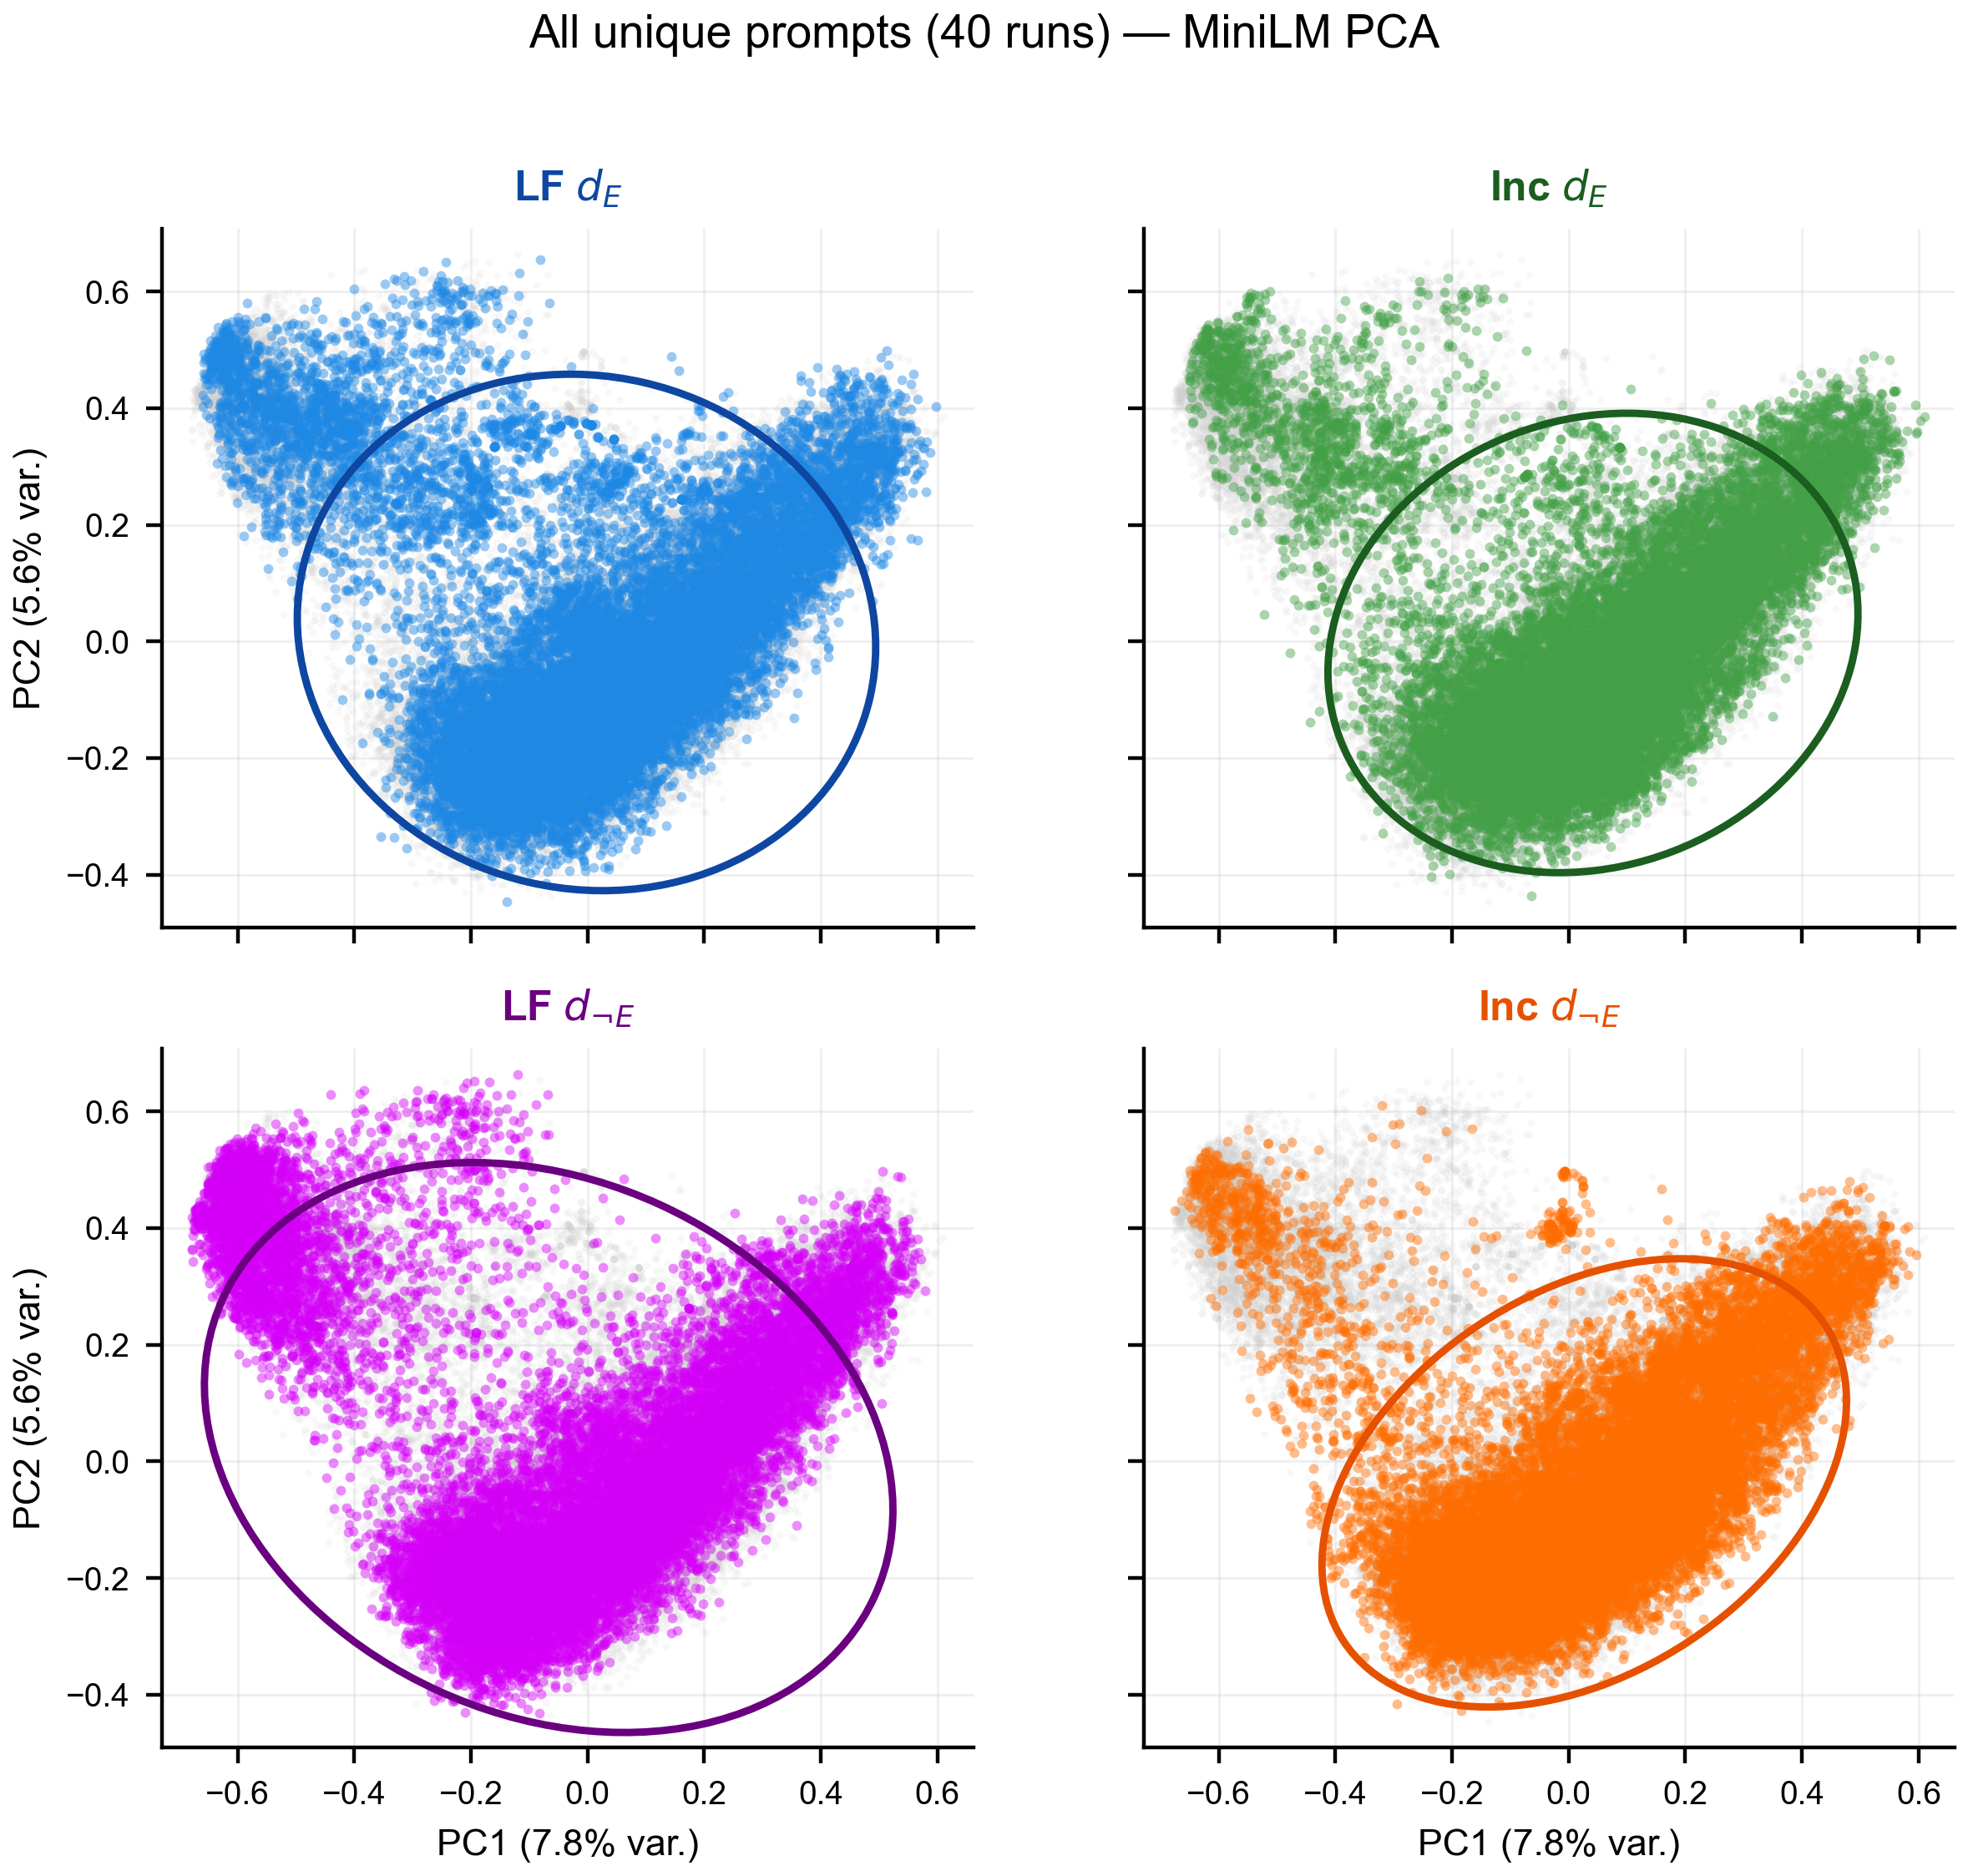 All unique prompts (40 runs) — MiniLM PCA
LF d_E
Inc d_E
0.6
0.4
0.2
0.0
−0.2
−0.4
PC2 (5.6% var.)
LF d_¬E
Inc d_¬E
0.6
0.4
0.2
0.0
−0.2
−0.4
PC2 (5.6% var.)
−0.6 −0.4 −0.2 0.0 0.2 0.4 0.6
−0.6 −0.4 −0.2 0.0 0.2 0.4 0.6
PC1 (7.8% var.)
PC1 (7.8% var.)